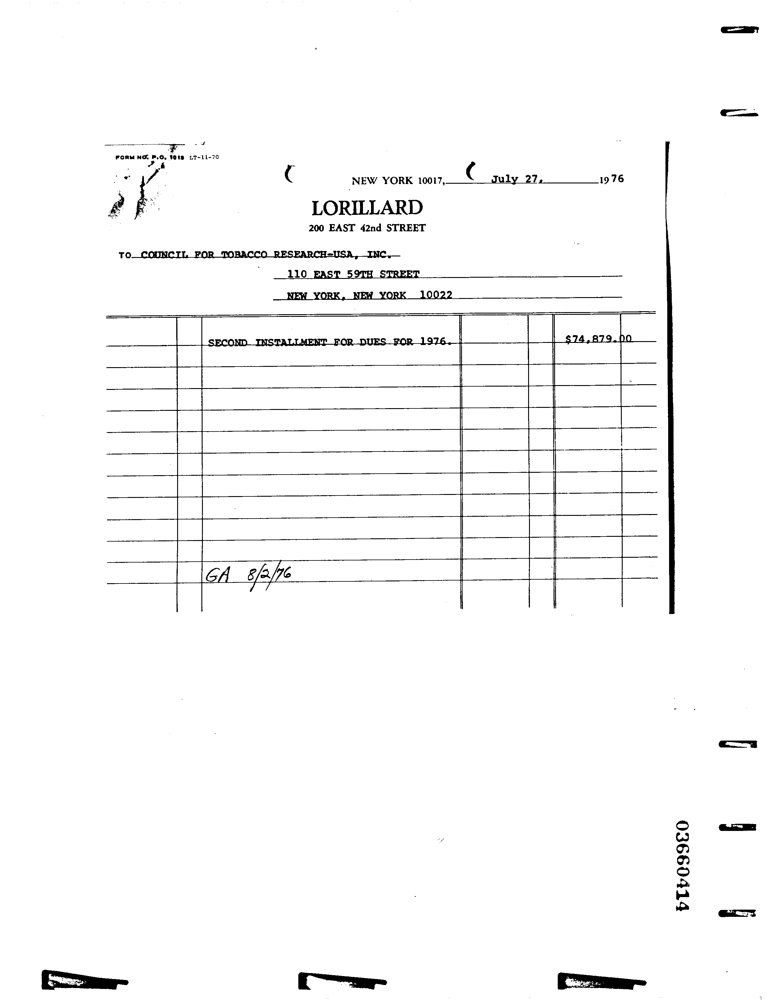 FORM NO. P.O. 1018 L7-11-70
NEW YORK 10017, July 27, 1976
LORILLARD
200 EAST 42nd STREET
TO COUNCIL FOR TOBACCO RESEARCH-USA, INC.
110 EAST 59TH STREET
NEW YORK, NEW YORK 10022
SECOND INSTALLMENT FOR DUES FOR 1976. $74,879.00
GA 8/2/76
03660414